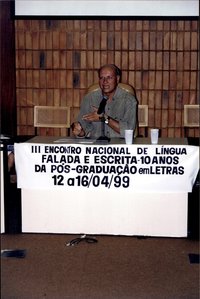 III ENCONTRO NACIONAL DE LÍNGUA
FALADA E ESCRITA-10 ANOS
DA PÓS-GRADUAÇÃO em LETRAS
12 a 16/04/99